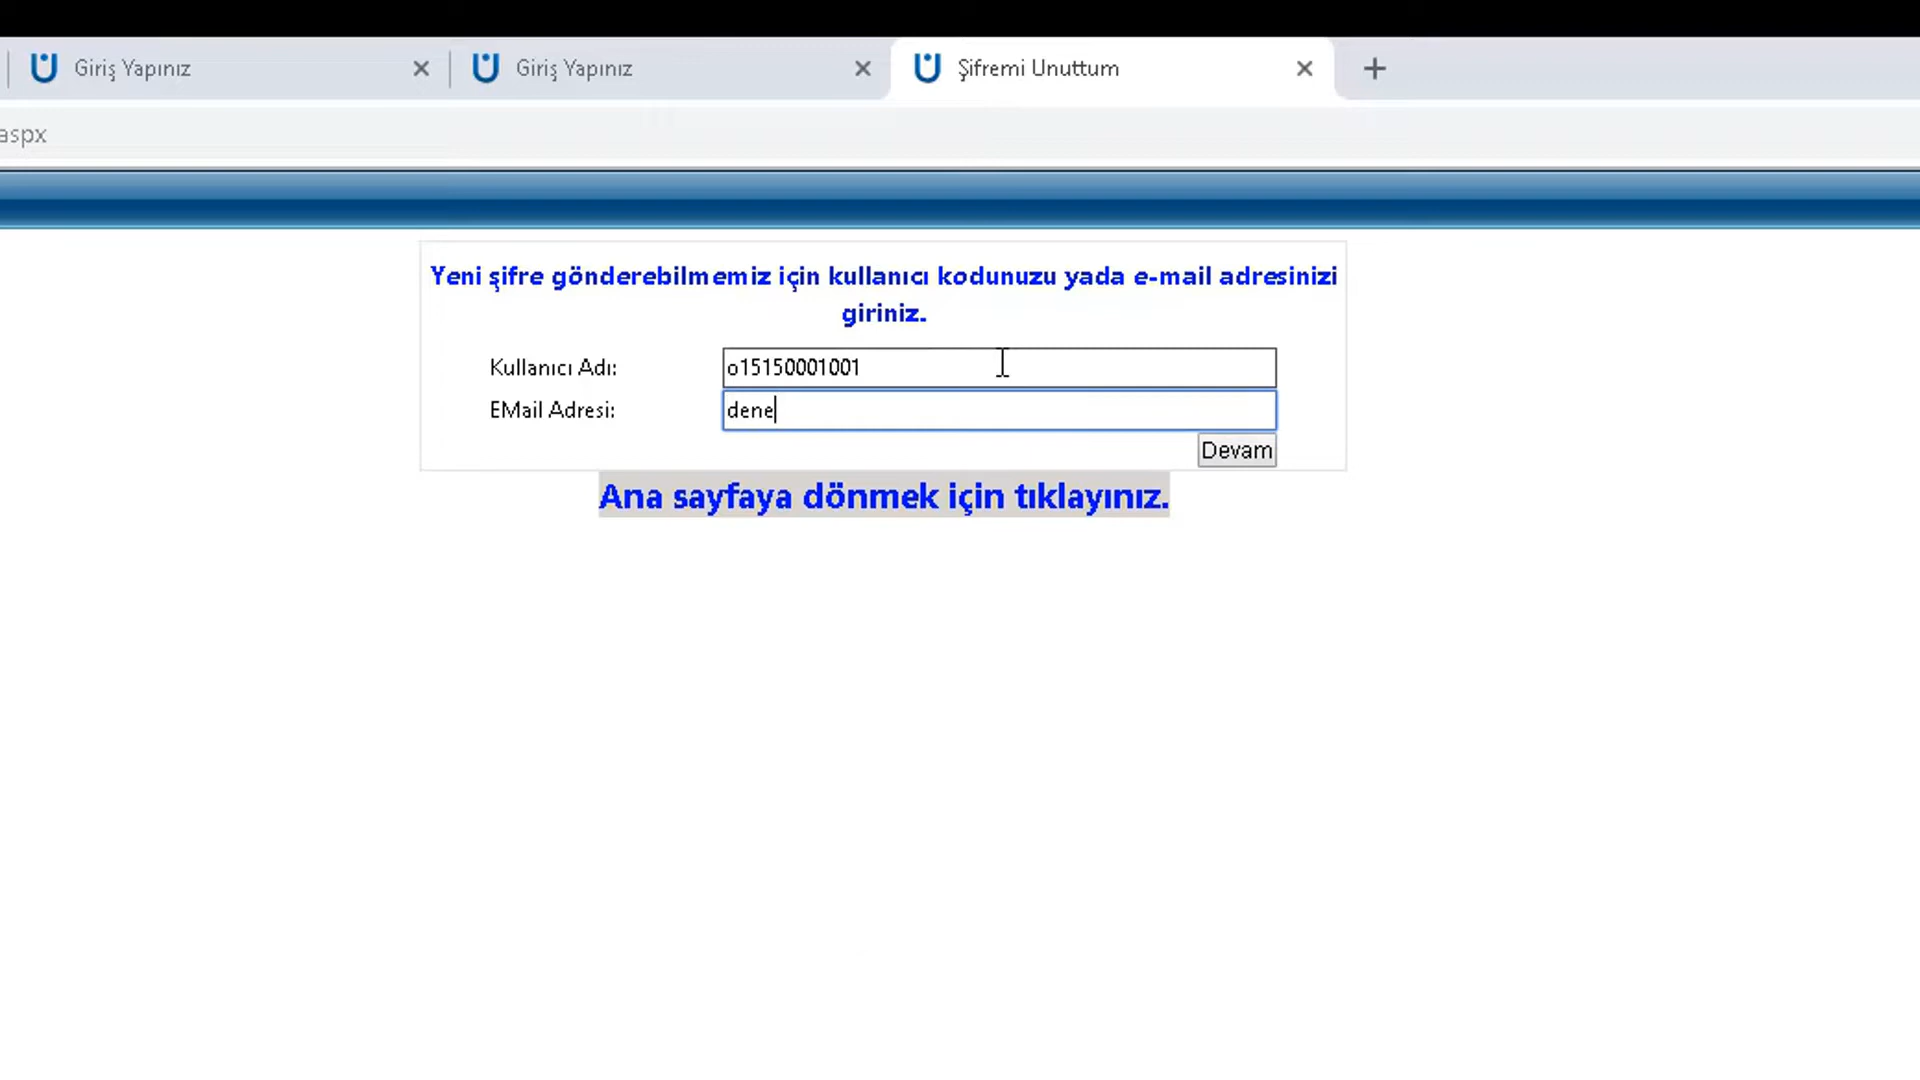 Giriş Yapınız
Giriş Yapınız
Şifremi Unuttum
aspx
Yeni şifre gönderebilmemiz için kullanıcı kodunuzu yada e-mail adresinizi
giriniz.
Kullanıcı Adı: o15150001001
EMail Adresi: dene
Devam
Ana sayfaya dönmek için tıklayınız.